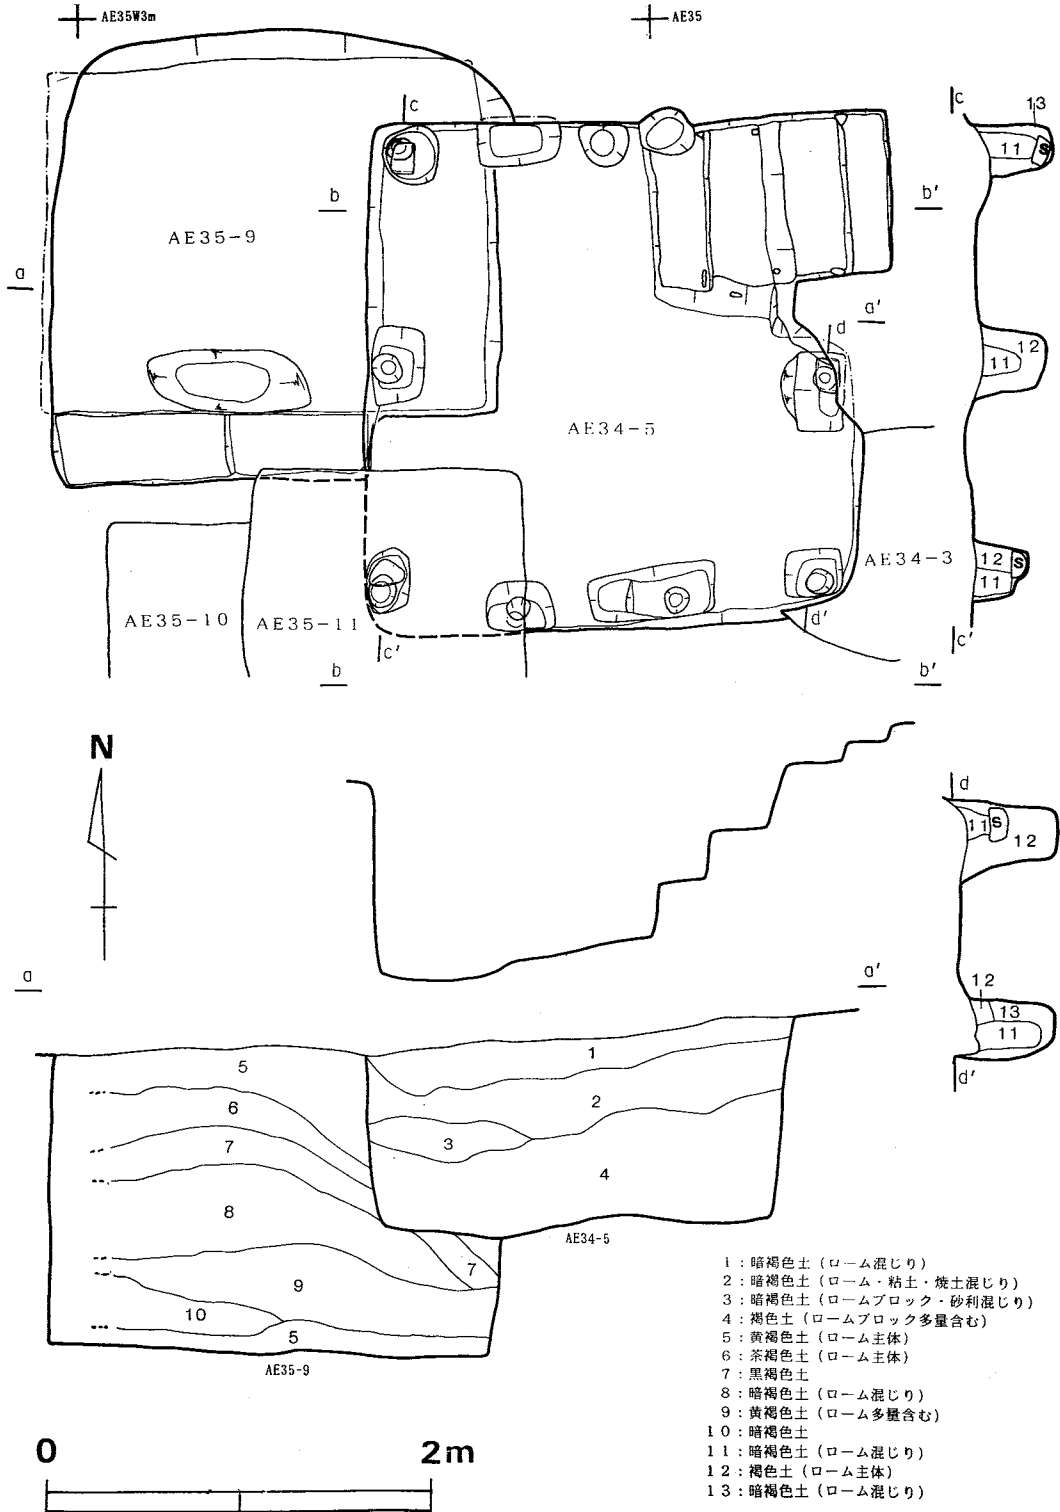 AE35W3m
AE35
c
c
13
11
S
b
b'
AE35-9
a
a'
d
12
11
AE34-5
AE34-3
12
S
11
AE35-10
AE35-11
c'
d'
c'
b
b'
N
d
11
S
12
a
a'
12
13
11
d'
1
5
2
6
3
7
4
8
AE34-5
7
9
10
5
AE35-9
1：暗褐色土（ローム混じり）
2：暗褐色土（ローム・粘土・焼土混じり）
3：暗褐色土（ロームブロック・砂利混じり）
4：褐色土（ロームブロック多量含む）
5：黄褐色土（ローム主体）
6：茶褐色土（ローム主体）
7：黒褐色土
8：暗褐色土（ローム混じり）
9：黄褐色土（ローム多量含む）
10：暗褐色土
11：暗褐色土（ローム混じり）
12：褐色土（ローム主体）
13：暗褐色土（ローム混じり）
0 2m